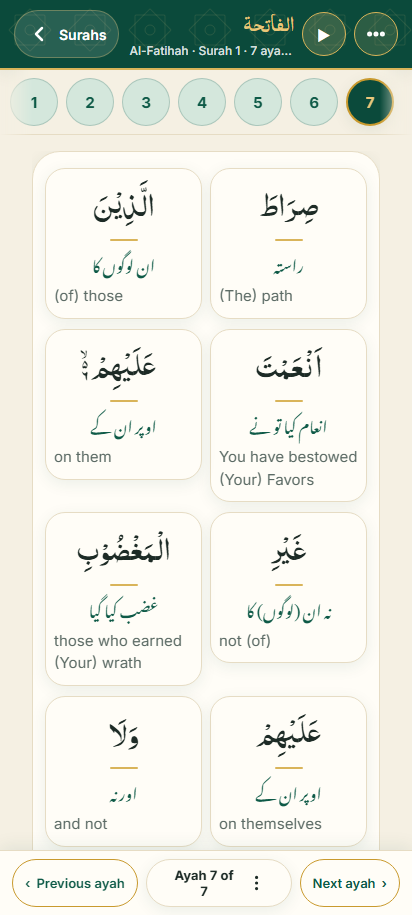 Surahs
الفاتحة
Al-Fatihah · Surah 1 · 7 aya...
1 2 3 4 5 6 7
صِرَاطَ
راستہ
(The) path
الَّذِيْنَ
ان لوگوں کا
(of) those
اَنْعَمْتَ
انعام کیا تو نے
You have bestowed
(Your) Favors
عَلَيْهِمْ ۙ۬
اوپر ان کے
on them
غَيْرِ
نہ ان (لوگوں) کا
not (of)
الْمَغْضُوْبِ
غضب کیا گیا
those who earned
(Your) wrath
عَلَيْهِمْ
اوپر ان کے
on themselves
وَلَا
اور نہ
and not
‹ Previous ayah
Ayah 7 of
7
Next ayah ›